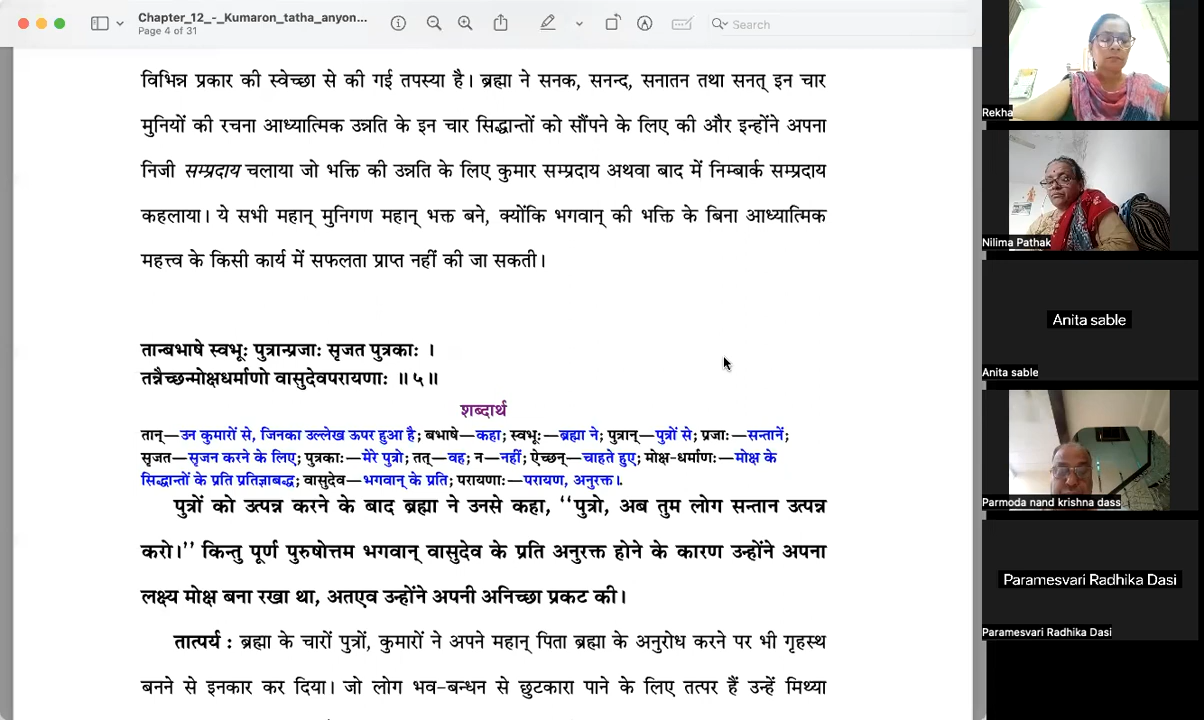 Chapter_12_-_Kumaron_tatha_anyon...
Page 4 of 31
Search
विभिन्न प्रकार की स्वेच्छा से की गई तपस्या है। ब्रह्मा ने सनक, सनन्द, सनातन तथा सनत् इन चार
मुनियों की रचना आध्यात्मिक उन्नति के इन चार सिद्धान्तों को सौंपने के लिए की और इन्होंने अपना
निजी सम्प्रदाय चलाया जो भक्ति की उन्नति के लिए कुमार सम्प्रदाय अथवा बाद में निम्बार्क सम्प्रदाय
कहलाया। ये सभी महान् मुनिगण महान् भक्त बने, क्योंकि भगवान् की भक्ति के बिना आध्यात्मिक
महत्त्व के किसी कार्य में सफलता प्राप्त नहीं की जा सकती।
तान्बभाषे स्वभूः पुत्रान्प्रजाः सृजत पुत्रकाः ।
तन्नैच्छन्मोक्षधर्माणो वासुदेवपरायणाः ॥ ५॥
शब्दार्थ
तान्—उन कुमारों से, जिनका उल्लेख ऊपर हुआ है; बभाषे—कहा; स्वभूः—ब्रह्मा ने; पुत्रान्—पुत्रों से; प्रजाः—सन्तानें;
सृजत—सृजन करने के लिए; पुत्रकाः—मेरे पुत्रो; तत्—वह; न—नहीं; ऐच्छन्—चाहते हुए; मोक्ष-धर्माणः—मोक्ष के
सिद्धान्तों के प्रति प्रतिज्ञाबद्ध; वासुदेव—भगवान् के प्रति; परायणाः—परायण, अनुरक्त।.
पुत्रों को उत्पन्न करने के बाद ब्रह्मा ने उनसे कहा, ‘‘पुत्रो, अब तुम लोग सन्तान उत्पन्न
करो।’’ किन्तु पूर्ण पुरुषोत्तम भगवान् वासुदेव के प्रति अनुरक्त होने के कारण उन्होंने अपना
लक्ष्य मोक्ष बना रखा था, अतएव उन्होंने अपनी अनिच्छा प्रकट की।
तात्पर्य : ब्रह्मा के चारों पुत्रों, कुमारों ने अपने महान् पिता ब्रह्मा के अनुरोध करने पर भी गृहस्थ
बनने से इनकार कर दिया। जो लोग भव-बन्धन से छुटकारा पाने के लिए तत्पर हैं उन्हें मिथ्या
Rekha
Nilima Pathak
Anita sable
Anita sable
Parmoda nand krishna dass
Paramesvari Radhika Dasi
Paramesvari Radhika Dasi